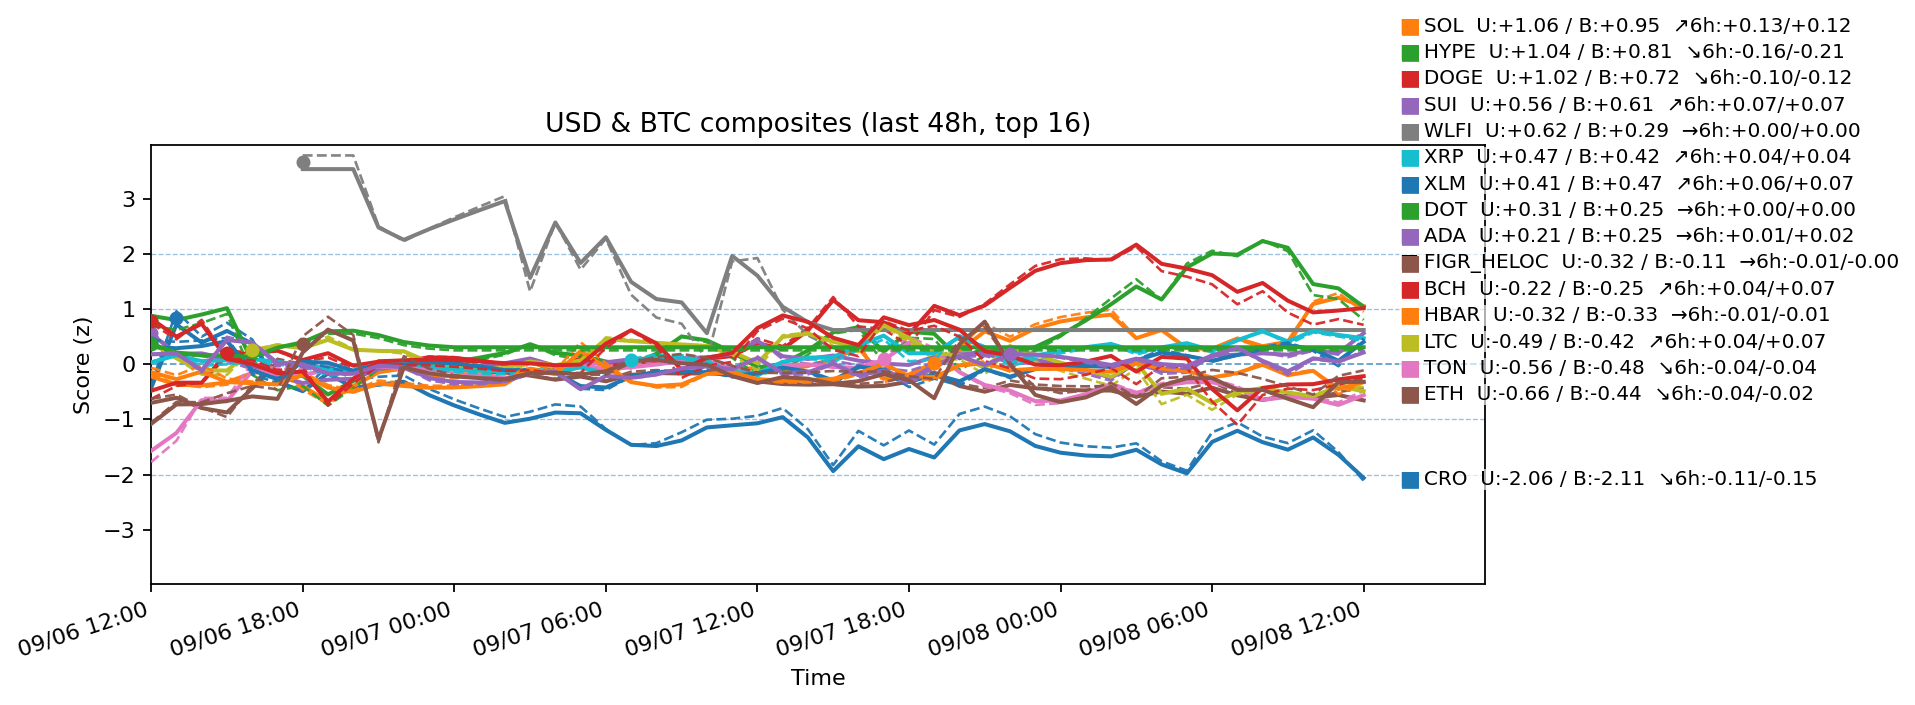 SOL U:+1.06 / B:+0.95 ↗6h:+0.13/+0.12
HYPE U:+1.04 / B:+0.81 ↘6h:-0.16/-0.21
DOGE U:+1.02 / B:+0.72 ↘6h:-0.10/-0.12
SUI U:+0.56 / B:+0.61 ↗6h:+0.07/+0.07
WLFI U:+0.62 / B:+0.29 →6h:+0.00/+0.00
XRP U:+0.47 / B:+0.42 ↗6h:+0.04/+0.04
XLM U:+0.41 / B:+0.47 ↗6h:+0.06/+0.07
DOT U:+0.31 / B:+0.25 →6h:+0.00/+0.00
ADA U:+0.21 / B:+0.25 →6h:+0.01/+0.02
FIGR_HELOC U:-0.32 / B:-0.11 →6h:-0.01/-0.00
BCH U:-0.22 / B:-0.25 ↗6h:+0.04/+0.07
HBAR U:-0.32 / B:-0.33 →6h:-0.01/-0.01
LTC U:-0.49 / B:-0.42 ↗6h:+0.04/+0.07
TON U:-0.56 / B:-0.48 ↘6h:-0.04/-0.04
ETH U:-0.66 / B:-0.44 ↘6h:-0.04/-0.02
CRO U:-2.06 / B:-2.11 ↘6h:-0.11/-0.15
USD & BTC composites (last 48h, top 16)
Score (z)
3
2
1
0
−1
−2
−3
09/06 12:00
09/06 18:00
09/07 00:00
09/07 06:00
09/07 12:00
09/07 18:00
09/08 00:00
09/08 06:00
09/08 12:00
Time